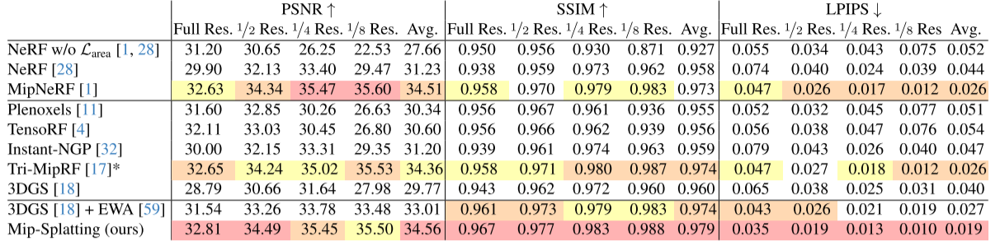 PSNR ↑ SSIM ↑ LPIPS ↓
Full Res. 1/2 Res. 1/4 Res. 1/8 Res. Avg. Full Res. 1/2 Res. 1/4 Res. 1/8 Res. Avg. Full Res. 1/2 Res. 1/4 Res. 1/8 Res Avg.
NeRF w/o ℒarea [1, 28] 31.20 30.65 26.25 22.53 27.66 0.950 0.956 0.930 0.871 0.927 0.055 0.034 0.043 0.075 0.052
NeRF [28] 29.90 32.13 33.40 29.47 31.23 0.938 0.959 0.973 0.962 0.958 0.074 0.040 0.024 0.039 0.044
MipNeRF [1] 32.63 34.34 35.47 35.60 34.51 0.958 0.970 0.979 0.983 0.973 0.047 0.026 0.017 0.012 0.026
Plenoxels [11] 31.60 32.85 30.26 26.63 30.34 0.956 0.967 0.961 0.936 0.955 0.052 0.032 0.045 0.077 0.051
TensoRF [4] 32.11 33.03 30.45 26.80 30.60 0.956 0.966 0.962 0.939 0.956 0.056 0.038 0.047 0.076 0.054
Instant-NGP [32] 30.00 32.15 33.31 29.35 31.20 0.939 0.961 0.974 0.963 0.959 0.079 0.043 0.026 0.040 0.047
Tri-MipRF [17]* 32.65 34.24 35.02 35.53 34.36 0.958 0.971 0.980 0.987 0.974 0.047 0.027 0.018 0.012 0.026
3DGS [18] 28.79 30.66 31.64 27.98 29.77 0.943 0.962 0.972 0.960 0.960 0.065 0.038 0.025 0.031 0.040
3DGS [18] + EWA [59] 31.54 33.26 33.78 33.48 33.01 0.961 0.973 0.979 0.983 0.974 0.043 0.026 0.021 0.019 0.027
Mip-Splatting (ours) 32.81 34.49 35.45 35.50 34.56 0.967 0.977 0.983 0.988 0.979 0.035 0.019 0.013 0.010 0.019